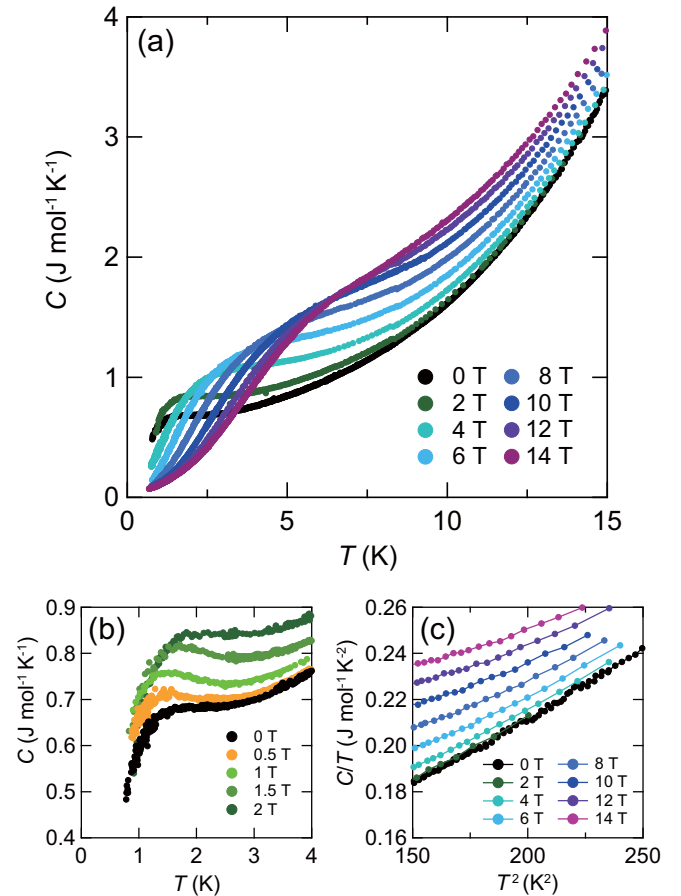 (a)
4
3
2
1
0
C (J mol⁻¹ K⁻¹)
0 T
2 T
4 T
6 T
8 T
10 T
12 T
14 T
0
5
10
15
T (K)
(b)
0.9
0.8
0.7
0.6
0.5
0.4
C (J mol⁻¹ K⁻¹)
0 T
0.5 T
1 T
1.5 T
2 T
0
1
2
3
4
T (K)
(c)
0.26
0.24
0.22
0.20
0.18
0.16
C/T (J mol⁻¹ K⁻²)
0 T
2 T
4 T
6 T
8 T
10 T
12 T
14 T
150
200
250
T² (K²)